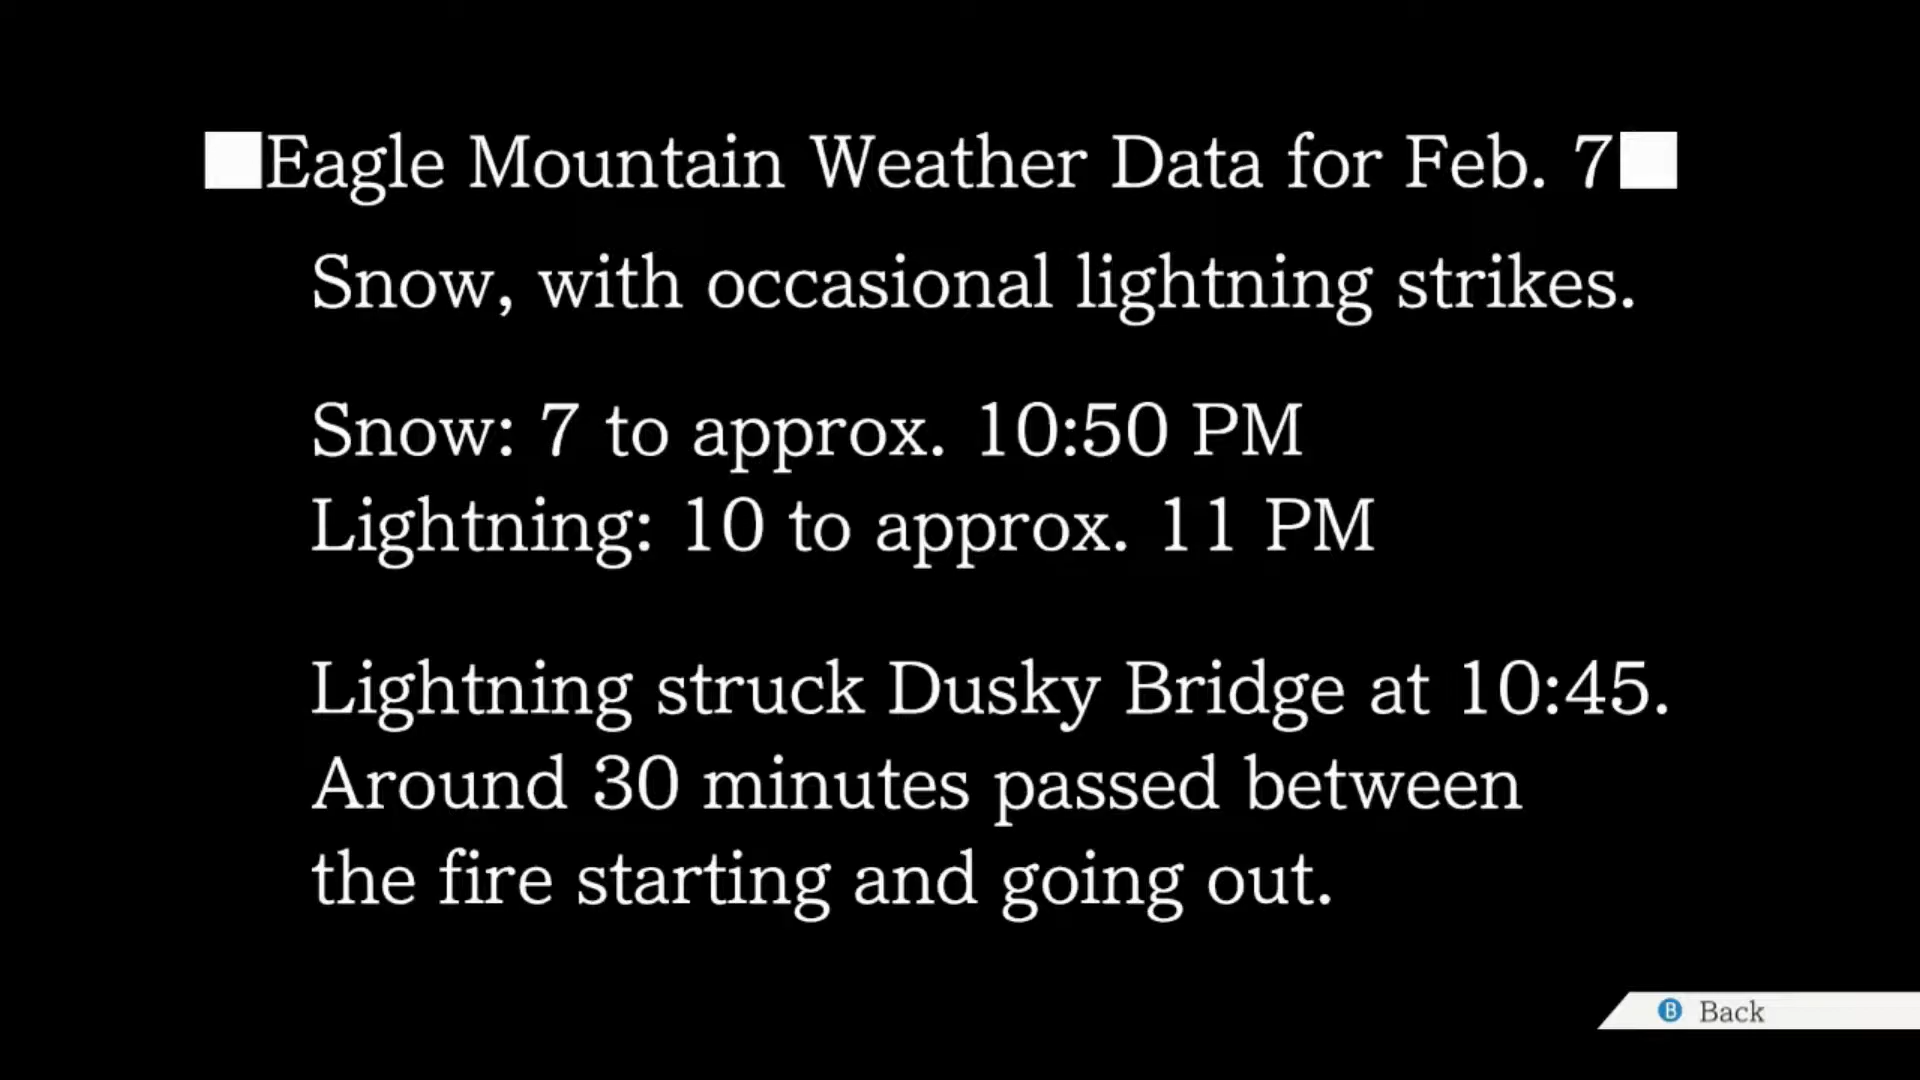 ■Eagle Mountain Weather Data for Feb. 7■
Snow, with occasional lightning strikes.
Snow: 7 to approx. 10:50 PM
Lightning: 10 to approx. 11 PM
Lightning struck Dusky Bridge at 10:45.
Around 30 minutes passed between
the fire starting and going out.
B Back